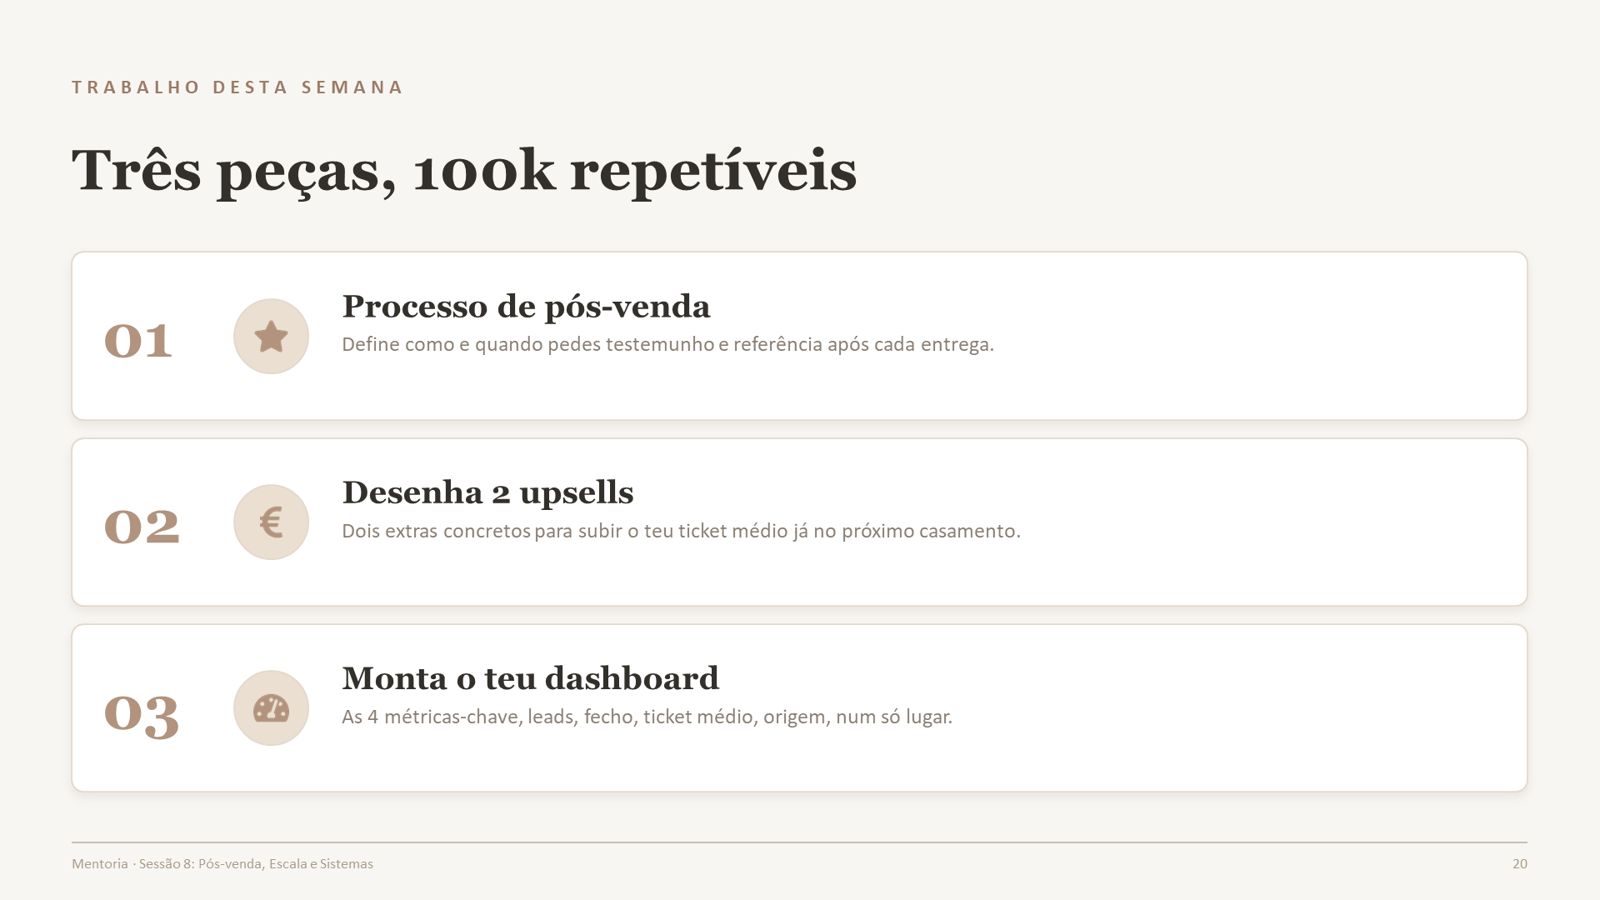 TRABALHO DESTA SEMANA
Três peças, 100k repetíveis
01
Processo de pós-venda
Define como e quando pedes testemunho e referência após cada entrega.
02
€
Desenha 2 upsells
Dois extras concretos para subir o teu ticket médio já no próximo casamento.
03
Monta o teu dashboard
As 4 métricas-chave, leads, fecho, ticket médio, origem, num só lugar.
Mentoria · Sessão 8: Pós-venda, Escala e Sistemas
20